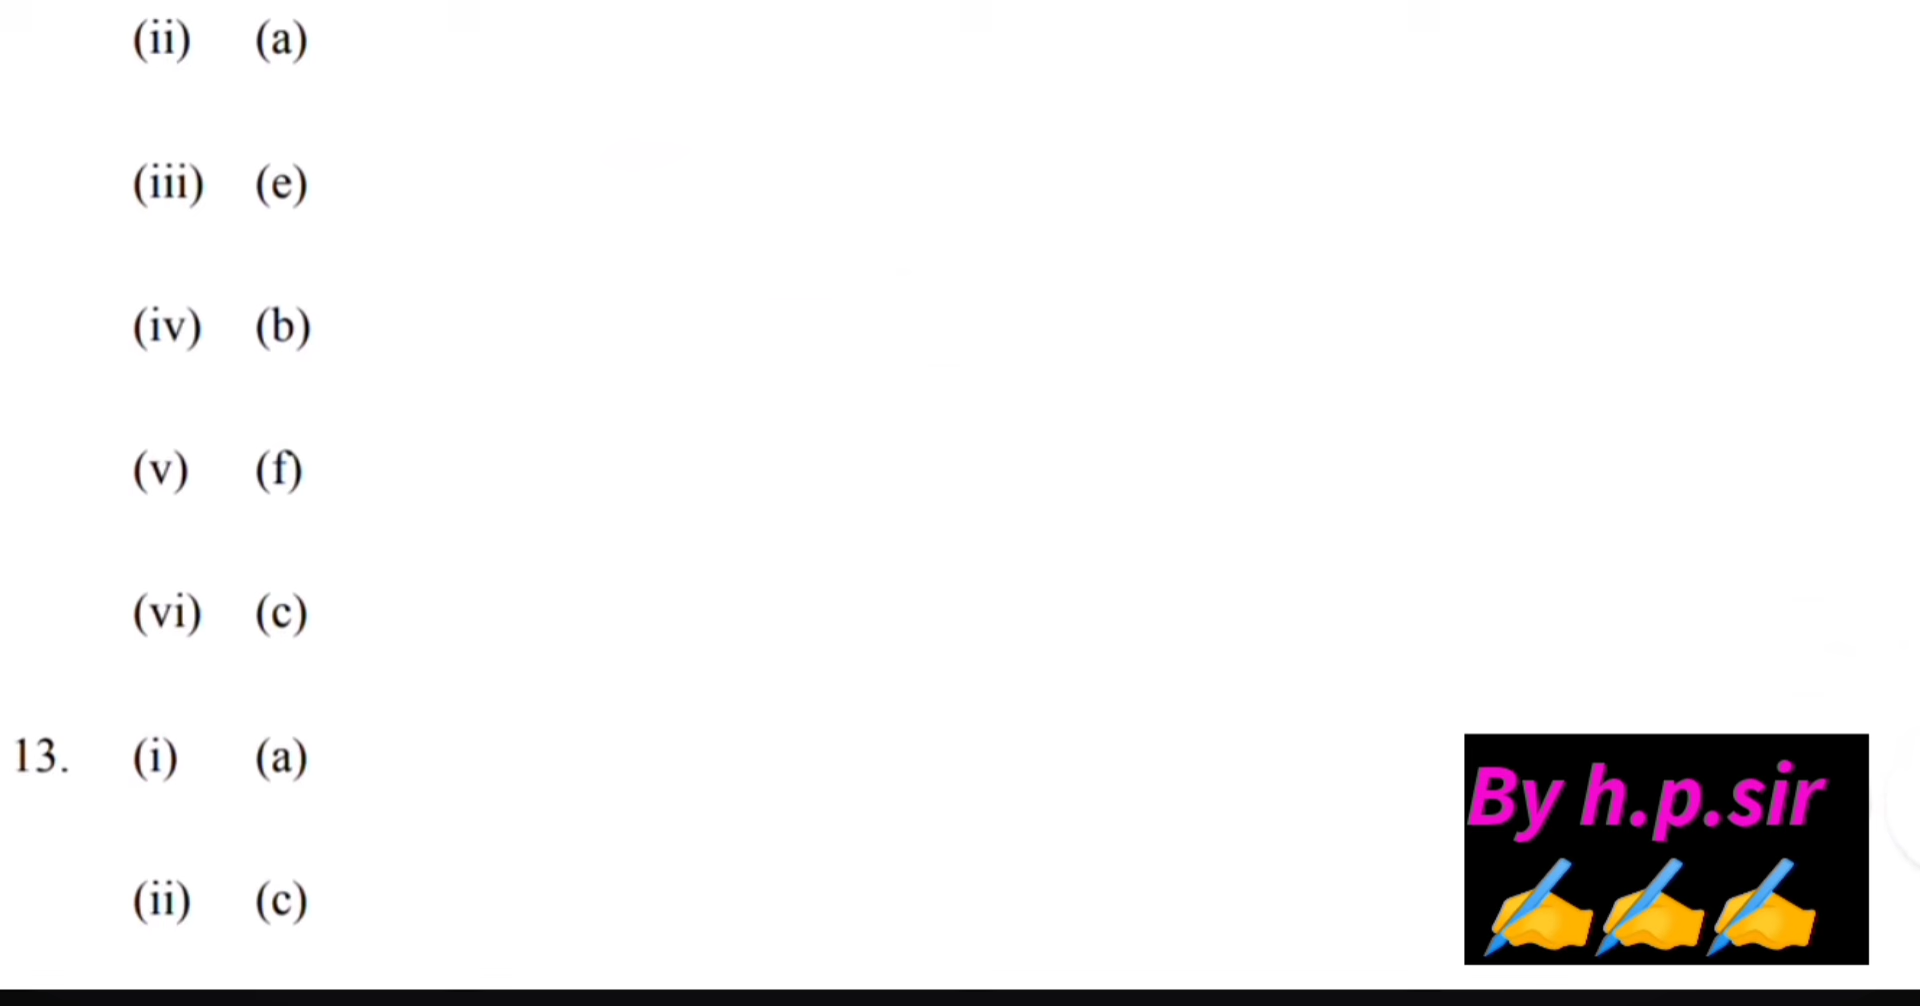 (ii) (a)
(iii) (e)
(iv) (b)
(v) (f)
(vi) (c)
13. (i) (a)
(ii) (c)
By h.p.sir